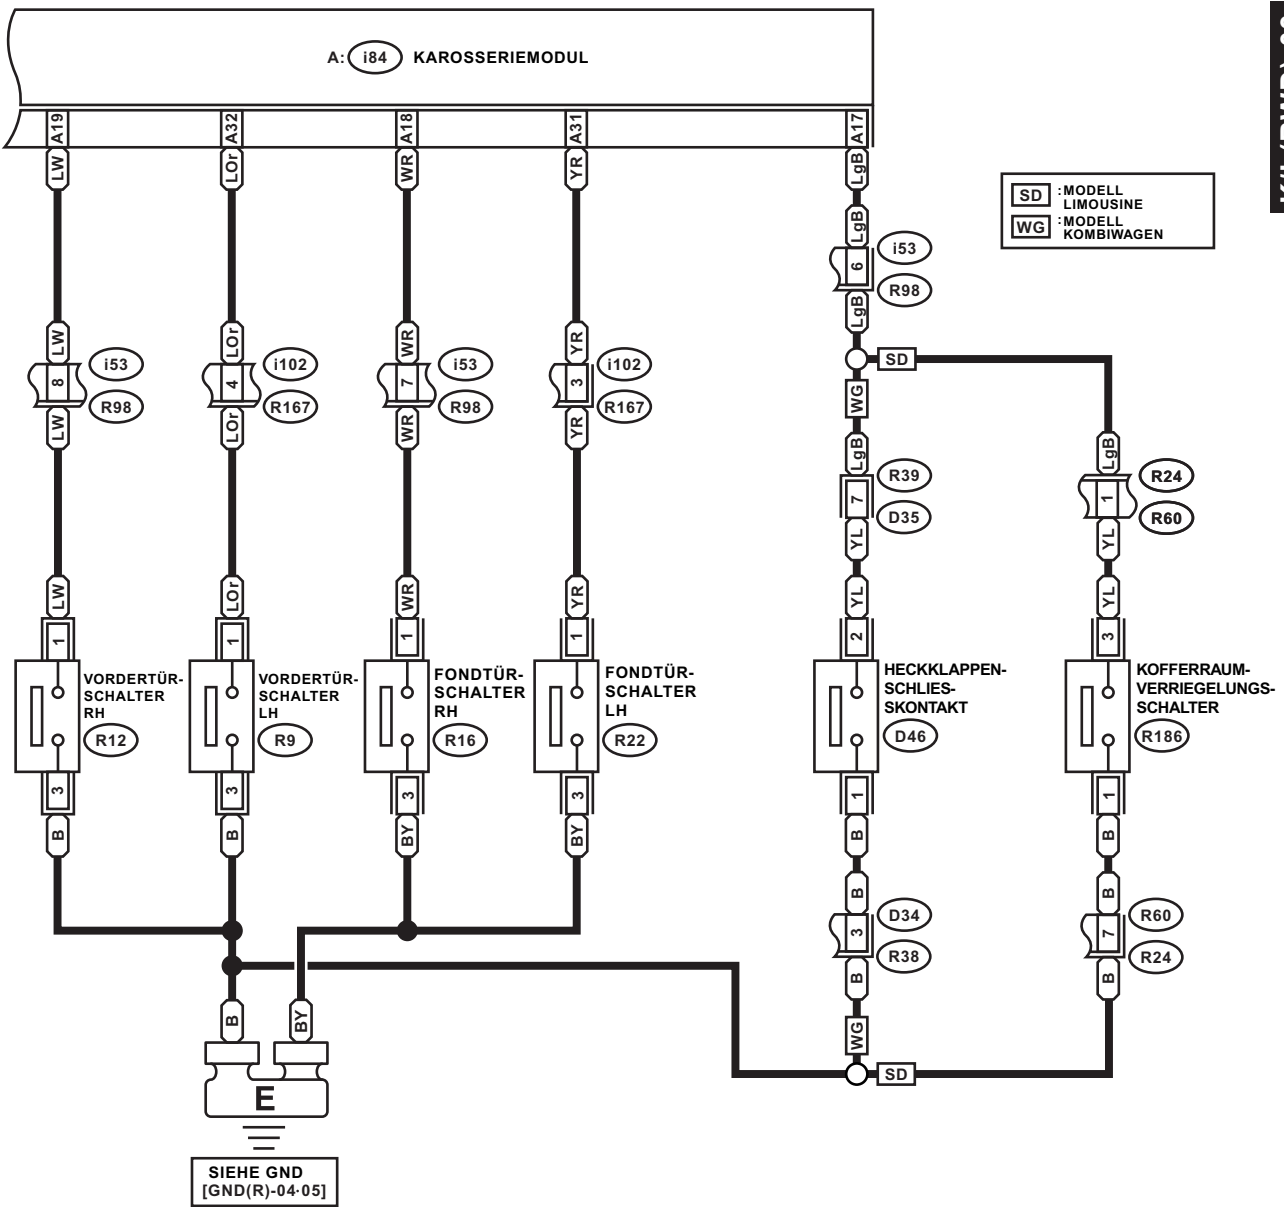 A: i84 KAROSSERIEMODUL
A19 A32 A18 A31 A17
LW LOr WR YR LgB
SD :MODELL
LIMOUSINE
WG :MODELL
KOMBIWAGEN
LgB
6 i53
R98
LgB
LW LOr WR YR
SD
8 i53 4 i102 7 i53 3 i102
R98 R167 R98 R167
LW LOr WR YR
WG
LgB LgB
7 R39 1 R24
D35 R60
YL YL
LW LOr WR YR YL YL
1 1 1 1 2 3
VORDERTÜR-
SCHALTER
RH
R12
VORDERTÜR-
SCHALTER
LH
R9
FONDTÜR-
SCHALTER
RH
R16
FONDTÜR-
SCHALTER
LH
R22
HECKKLAPPEN-
SCHLIES-
SKONTAKT
D46
KOFFERRAUM-
VERRIEGELUNGS-
SCHALTER
R186
3 3 3 3 1 1
B B BY BY B B
B B
3 D34 7 R60
R38 R24
B B
B BY
WG
SD
E
SIEHE GND
[GND(R)-04·05]